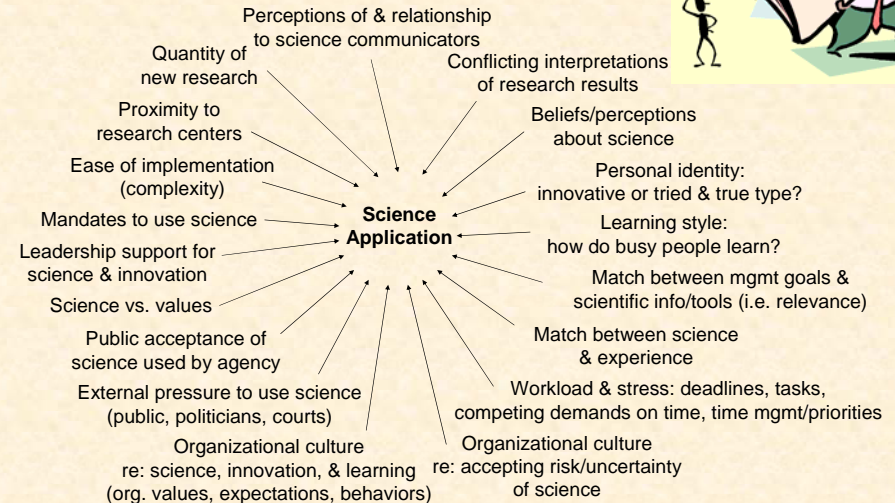 Perceptions of & relationship
to science communicators
Quantity of
new research
Conflicting interpretations
of research results
Proximity to
research centers
Beliefs/perceptions
about science
Ease of implementation
(complexity)
Personal identity:
innovative or tried & true type?
Mandates to use science
Science
Application
Learning style:
how do busy people learn?
Leadership support for
science & innovation
Match between mgmt goals &
scientific info/tools (i.e. relevance)
Science vs. values
Public acceptance of
science used by agency
Match between science
& experience
External pressure to use science
(public, politicians, courts)
Workload & stress: deadlines, tasks,
competing demands on time, time mgmt/priorities
Organizational culture
re: science, innovation, & learning
(org. values, expectations, behaviors)
Organizational culture
re: accepting risk/uncertainty
of science